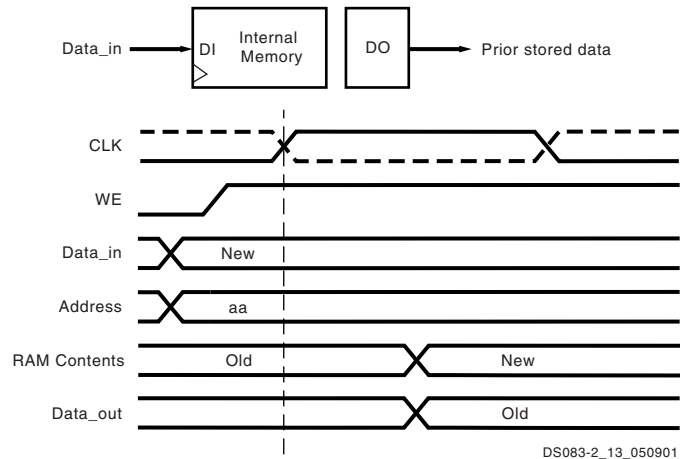 Data_in
DI
Internal
Memory
DO
Prior stored data
CLK
WE
Data_in
New
Address
aa
RAM Contents
Old
New
Data_out
Old
DS083-2_13_050901